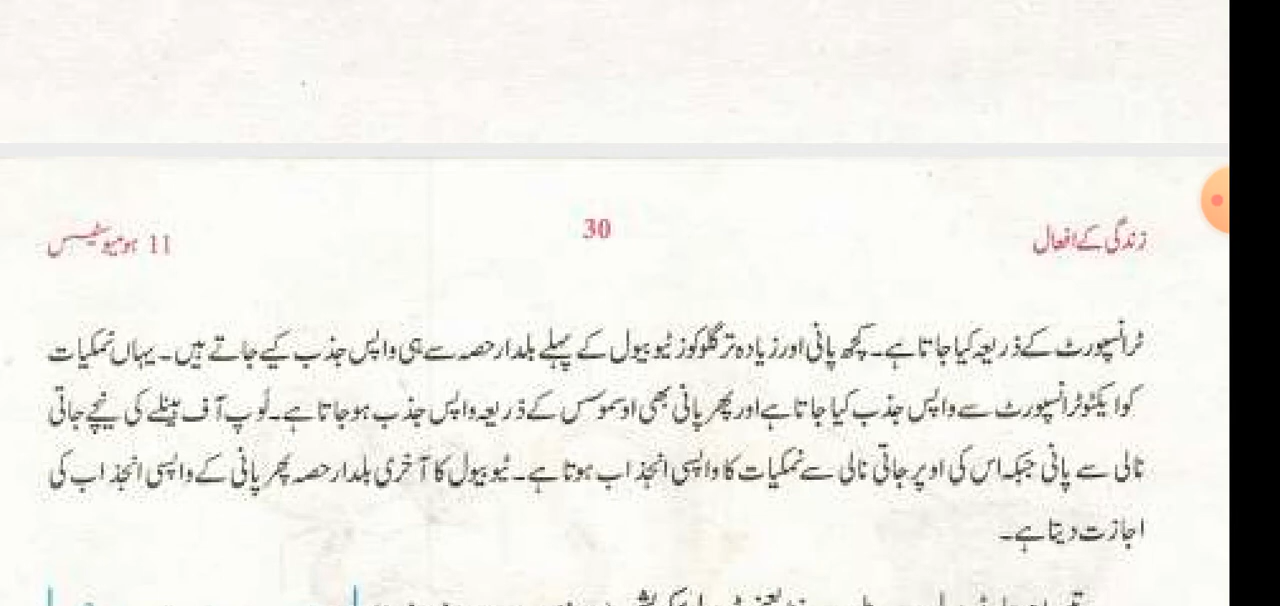 زندگی کے افعال
30
11 ہومیوسٹیسس
ٹرانسپورٹ کے ذریعہ کیا جاتا ہے۔ کچھ پانی اور زیادہ تر گلوکوز ٹیوبیول کے پہلے بلدار حصہ سے ہی واپس جذب کیے جاتے ہیں۔ یہاں نمکیات
کو ایکٹو ٹرانسپورٹ سے واپس جذب کیا جاتا ہے اور پھر پانی بھی اوسموسس کے ذریعہ واپس جذب ہو جاتا ہے۔ لُوپ آف ہینلے کی نیچے جاتی
نالی سے پانی جبکہ اس کی اوپر جاتی نالی سے نمکیات کا واپسی انجذاب ہوتا ہے۔ ٹیوبیول کا آخری بلدار حصہ پھر پانی کے واپسی انجذاب کی
اجازت دیتا ہے۔